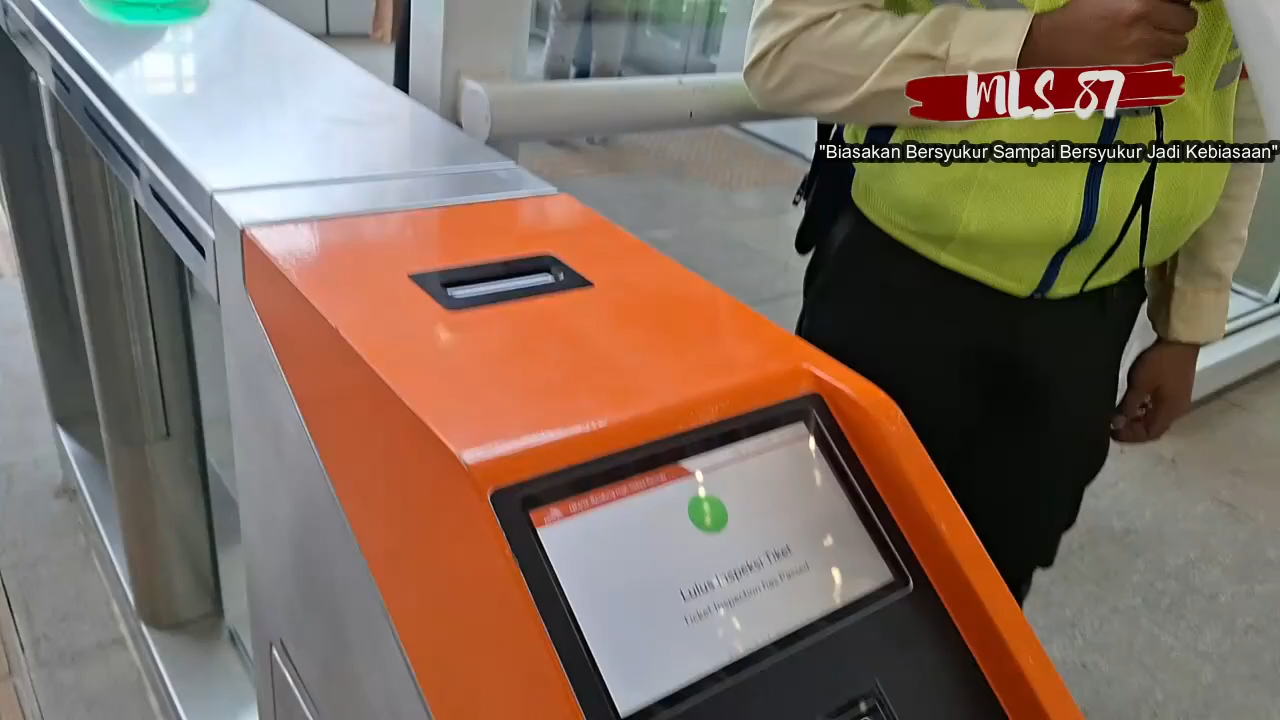 MLS 87
"Biasakan Bersyukur Sampai Bersyukur Jadi Kebiasaan"
Lulus Inspeksi Tiket
Ticket Inspection Has Passed